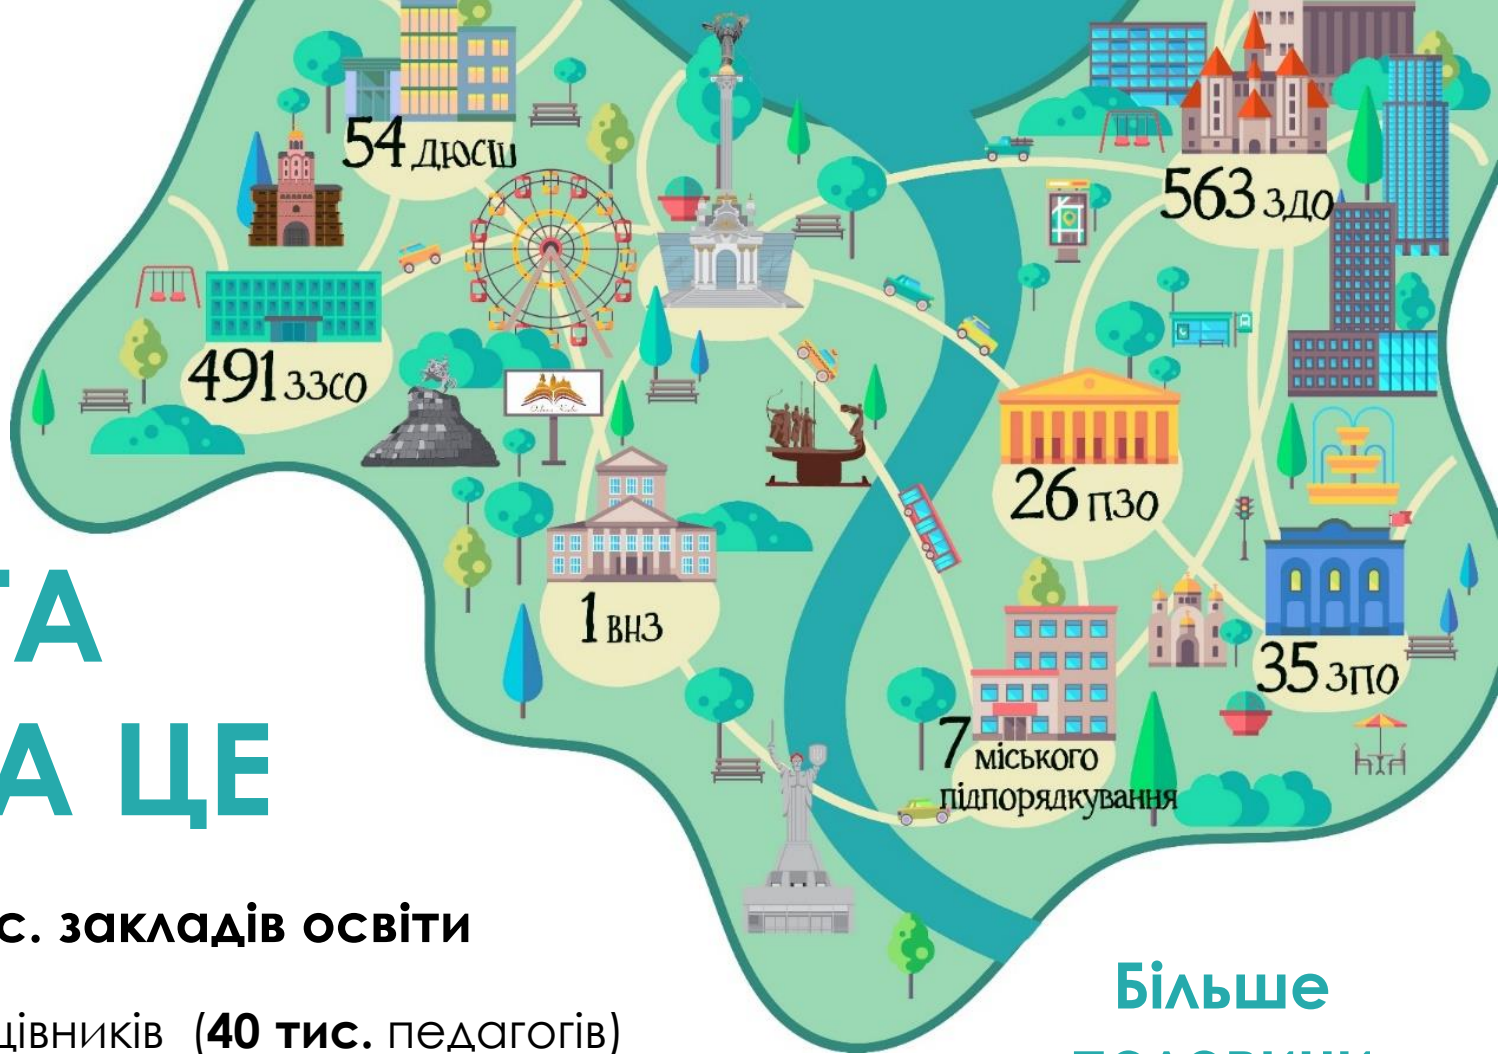 54 ДЮСШ
563 ЗДО
491 ЗЗСО
26 ПЗО
1 ВНЗ
35 ЗПО
7 міського
підпорядкування
ТА
А ЦЕ
с. закладів освіти
цівників (40 тис. педагогів)
Більше
половини